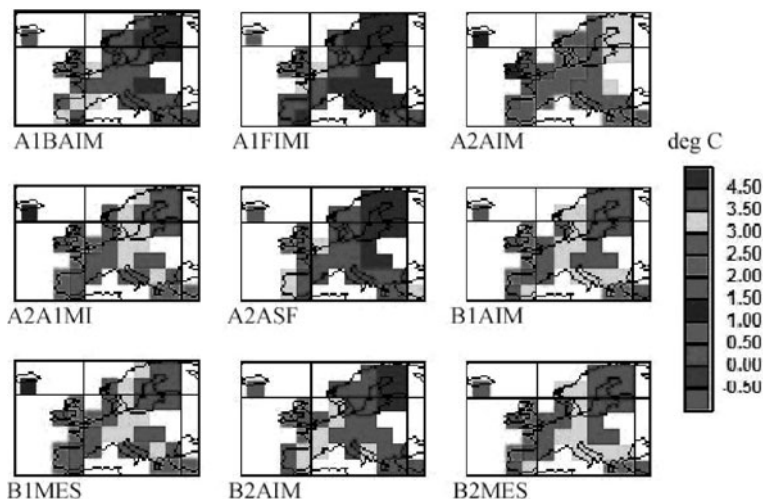 A1BAIM
A1FIMI
A2AIM
deg C
4.50
3.50
3.00
2.50
2.00
1.50
1.00
0.50
0.00
-0.50
A2A1MI
A2ASF
B1AIM
B1MES
B2AIM
B2MES